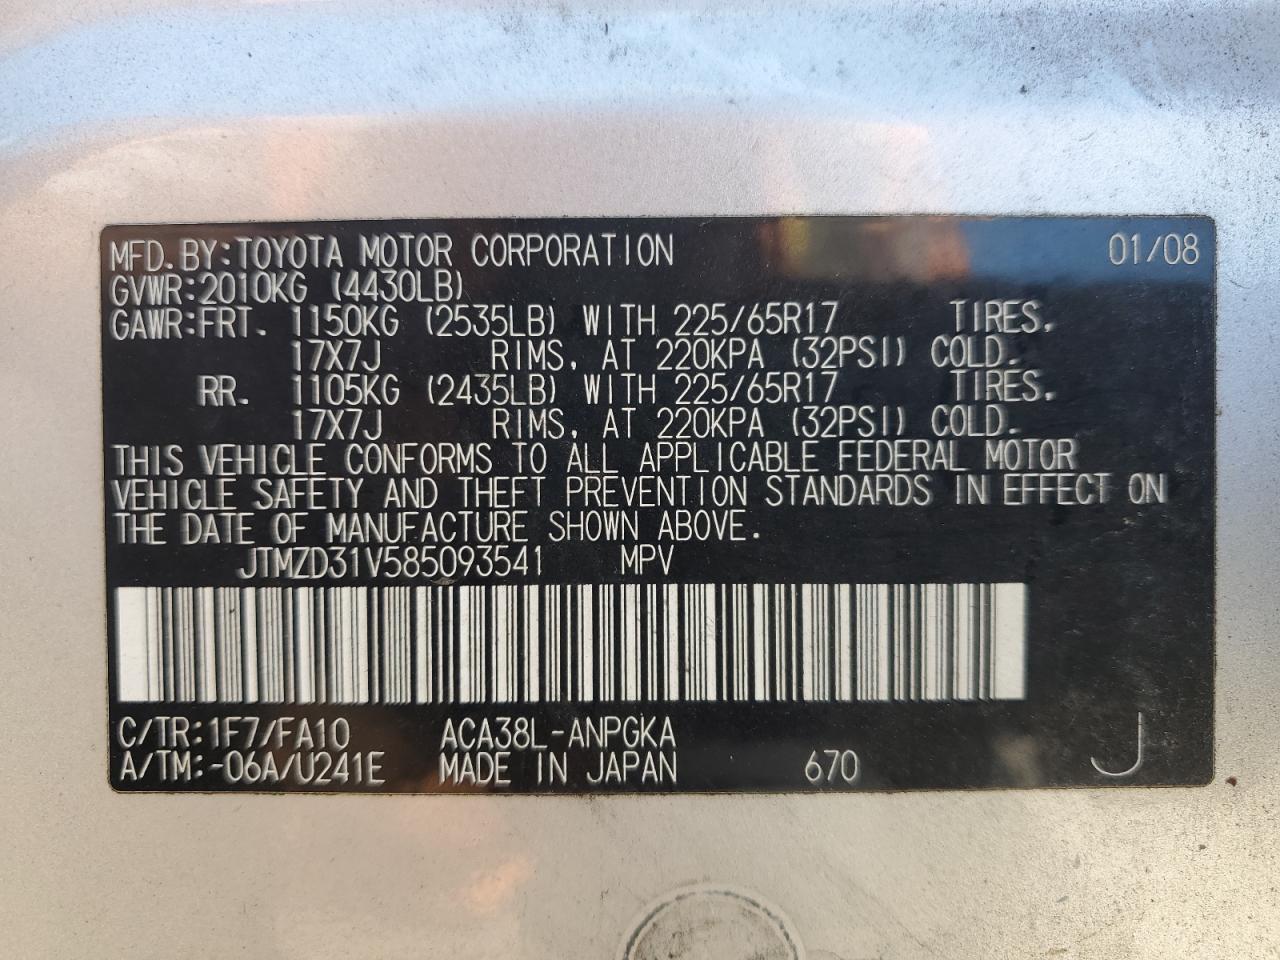 MFD. BY: TOYOTA MOTOR CORPORATION 01/08
GVWR: 2010KG (4430LB)
GAWR: FRT. 1150KG (2535LB) WITH 225/65R17 TIRES,
17X7J RIMS, AT 220KPA (32PSI) COLD.
RR. 1105KG (2435LB) WITH 225/65R17 TIRES,
17X7J RIMS, AT 220KPA (32PSI) COLD.
THIS VEHICLE CONFORMS TO ALL APPLICABLE FEDERAL MOTOR
VEHICLE SAFETY AND THEFT PREVENTION STANDARDS IN EFFECT ON
THE DATE OF MANUFACTURE SHOWN ABOVE.
JTMZD31V585093541 MPV
C/TR: 1F7/FA10 ACA38L-ANPGKA
A/TM: -06A/U241E MADE IN JAPAN 670 J